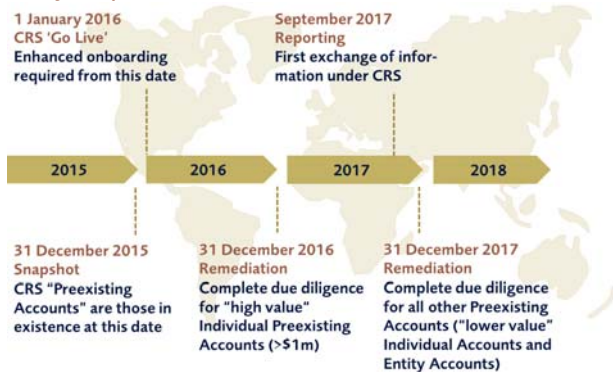 1 January 2016
CRS 'Go Live'
Enhanced onboarding
required from this date
September 2017
Reporting
First exchange of infor-
mation under CRS
2015
2016
2017
2018
31 December 2015
Snapshot
CRS "Preexisting
Accounts" are those in
existence at this date
31 December 2016
Remediation
Complete due diligence
for "high value"
Individual Preexisting
Accounts (>$1m)
31 December 2017
Remediation
Complete due diligence
for all other Preexisting
Accounts ("lower value"
Individual Accounts and
Entity Accounts)